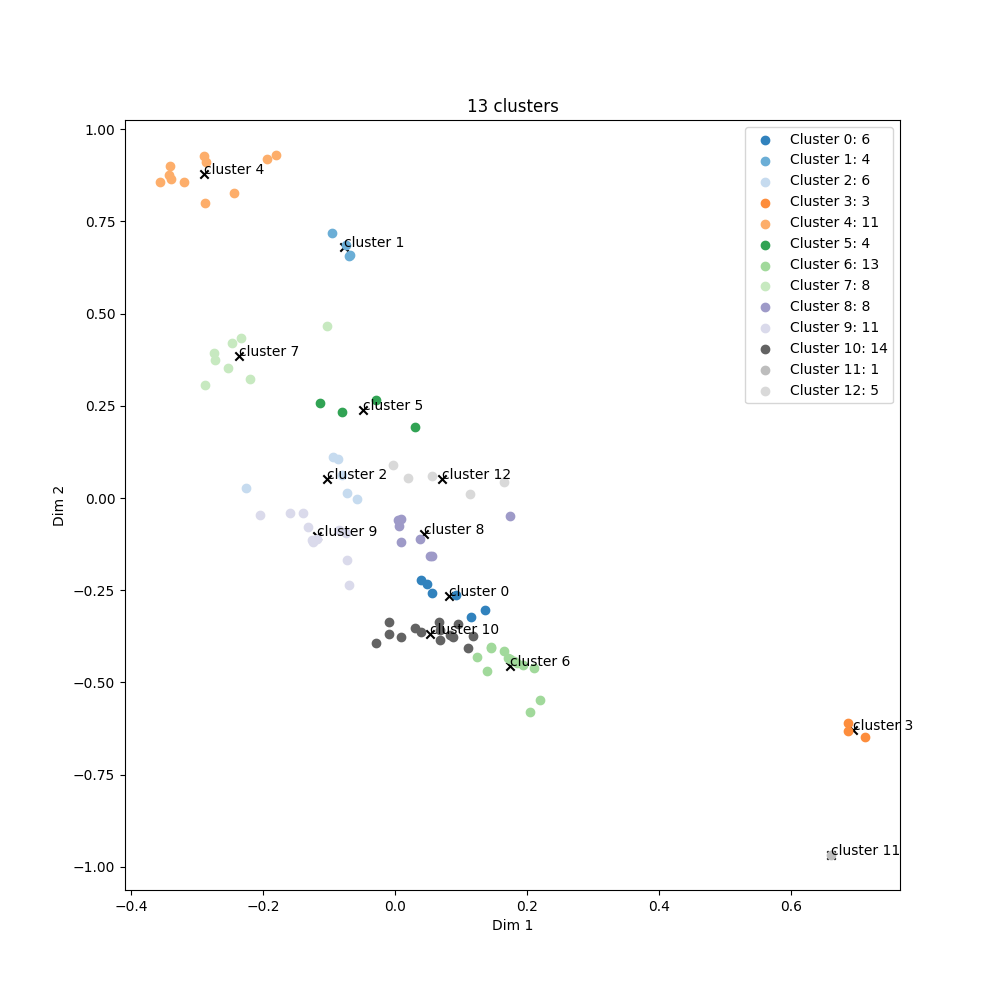 13 clusters
1.00
0.75
0.50
0.25
0.00
−0.25
−0.50
−0.75
−1.00
Dim 2
−0.4
−0.2
0.0
0.2
0.4
0.6
Dim 1
Cluster 0: 6
Cluster 1: 4
Cluster 2: 6
Cluster 3: 3
Cluster 4: 11
Cluster 5: 4
Cluster 6: 13
Cluster 7: 8
Cluster 8: 8
Cluster 9: 11
Cluster 10: 14
Cluster 11: 1
Cluster 12: 5
cluster 4
cluster 1
cluster 7
cluster 5
cluster 2
cluster 12
cluster 9
cluster 8
cluster 0
cluster 10
cluster 6
cluster 3
cluster 11